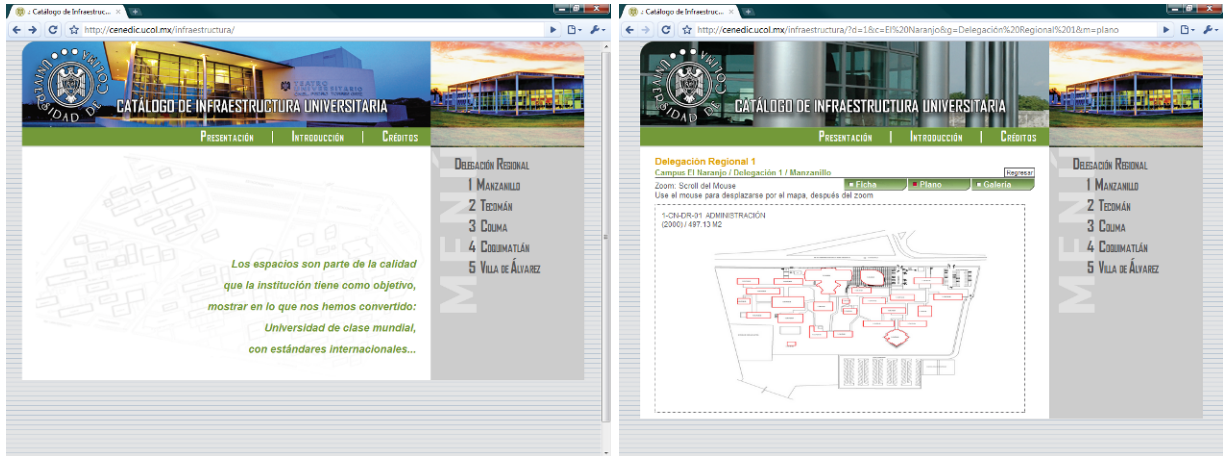 : Catálogo de Infraestruc...
http://cenedic.ucol.mx/infraestructura/
UNIVERSIDAD DE COLIMA
TEATRO
UNIVERSITARIO
CATÁLOGO DE INFRAESTRUCTURA UNIVERSITARIA
PRESENTACIÓN | INTRODUCCIÓN | CRÉDITOS
Los espacios son parte de la calidad
que la institución tiene como objetivo,
mostrar en lo que nos hemos convertido:
Universidad de clase mundial,
con estándares internacionales...
MENÚ
DELEGACIÓN REGIONAL
1 MANZANILLO
2 TECOMÁN
3 COLIMA
4 COQUIMATLÁN
5 VILLA DE ÁLVAREZ
: Catálogo de Infraestruc...
http://cenedic.ucol.mx/infraestructura/?d=1&c=El%20Naranjo&g=Delegación%20Regional%201&m=plano
UNIVERSIDAD DE COLIMA
CATÁLOGO DE INFRAESTRUCTURA UNIVERSITARIA
PRESENTACIÓN | INTRODUCCIÓN | CRÉDITOS
Delegación Regional 1
Campus El Naranjo / Delegación 1 / Manzanillo
Regresar
Zoom: Scroll del Mouse
Ficha
Plano
Galería
Use el mouse para desplazarse por el mapa, después del zoom
1-CN-DR-01 ADMINISTRACIÓN
(2000) / 497.13 M2
MENÚ
DELEGACIÓN REGIONAL
1 MANZANILLO
2 TECOMÁN
3 COLIMA
4 COQUIMATLÁN
5 VILLA DE ÁLVAREZ